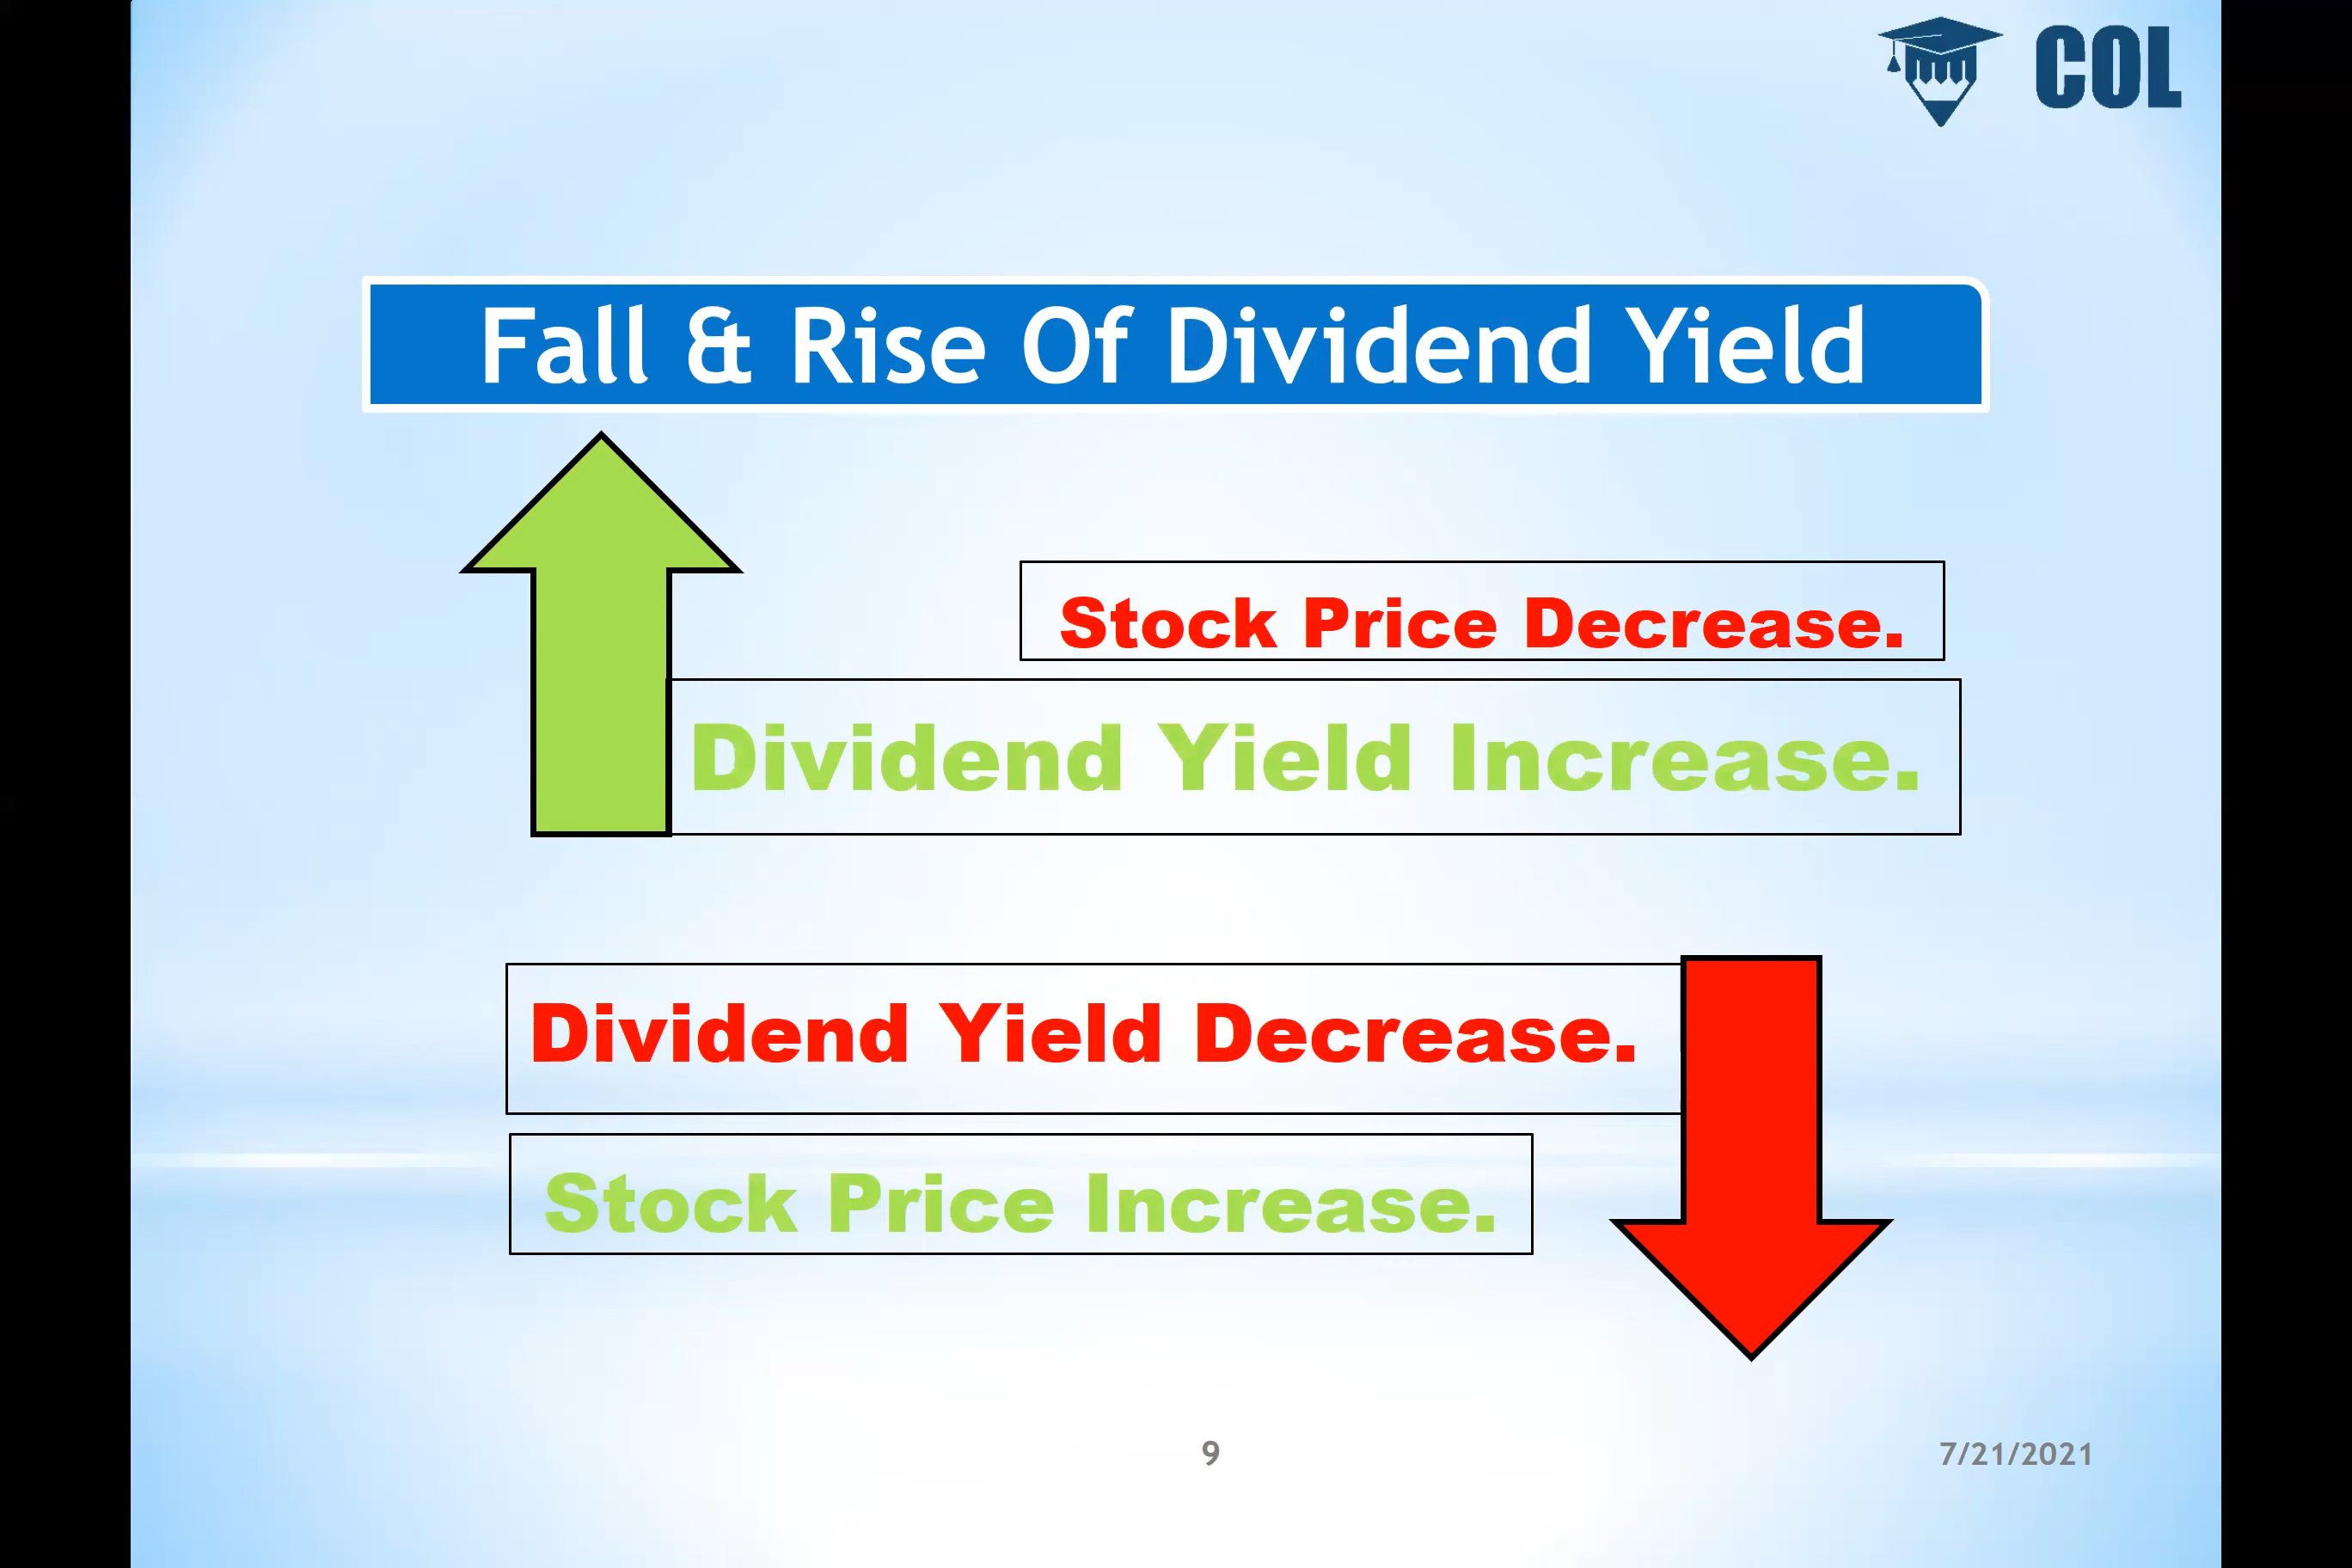 COL
Fall & Rise Of Dividend Yield
Stock Price Decrease.
Dividend Yield Increase.
Dividend Yield Decrease.
Stock Price Increase.
9
7/21/2021